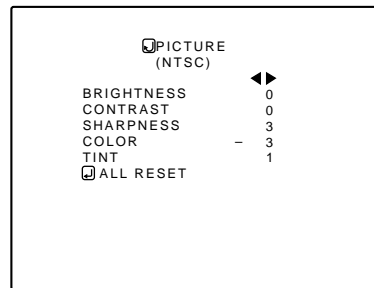 PICTURE
(NTSC)
BRIGHTNESS 0
CONTRAST 0
SHARPNESS 3
COLOR – 3
TINT 1
ALL RESET